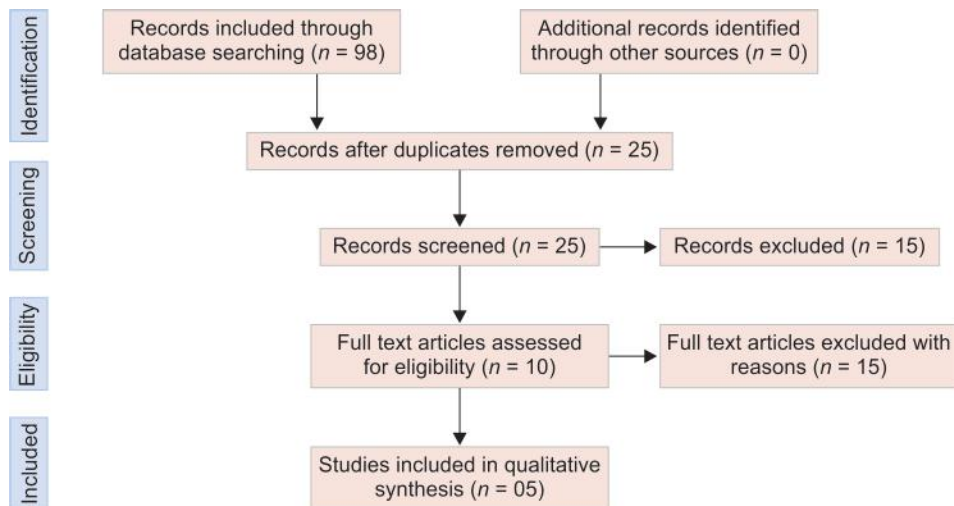 Identification
Records included through
database searching (n = 98)
Additional records identified
through other sources (n = 0)
Records after duplicates removed (n = 25)
Screening
Records screened (n = 25)
Records excluded (n = 15)
Eligibility
Full text articles assessed
for eligibility (n = 10)
Full text articles excluded with
reasons (n = 15)
Included
Studies included in qualitative
synthesis (n = 05)